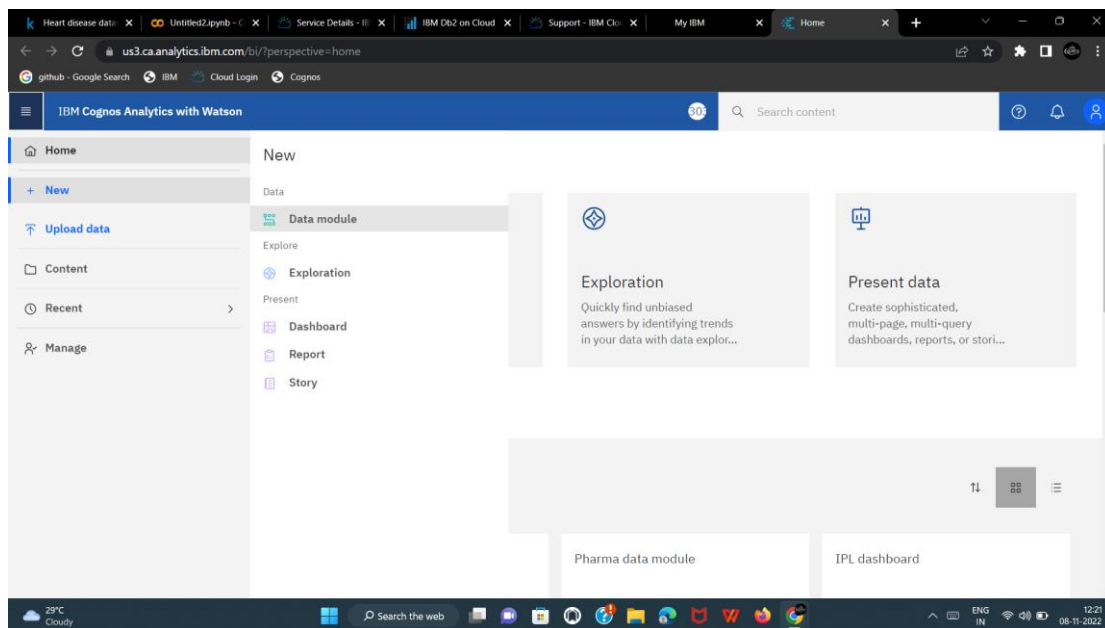 Heart disease data
Untitled2.ipynb - C
Service Details - IB
IBM Db2 on Cloud
Support - IBM Clo
My IBM
Home
us3.ca.analytics.ibm.com/bi/?perspective=home
github - Google Search
IBM
Cloud Login
Cognos
IBM Cognos Analytics with Watson
30
Search content
Home
New
Upload data
Content
Recent
Manage
New
Data
Data module
Explore
Exploration
Present
Dashboard
Report
Story
Exploration
Quickly find unbiased
answers by identifying trends
in your data with data explor...
Present data
Create sophisticated,
multi-page, multi-query
dashboards, reports, or stori...
Pharma data module
IPL dashboard
29°C
Cloudy
Search the web
ENG
IN
12:21
08-11-2022